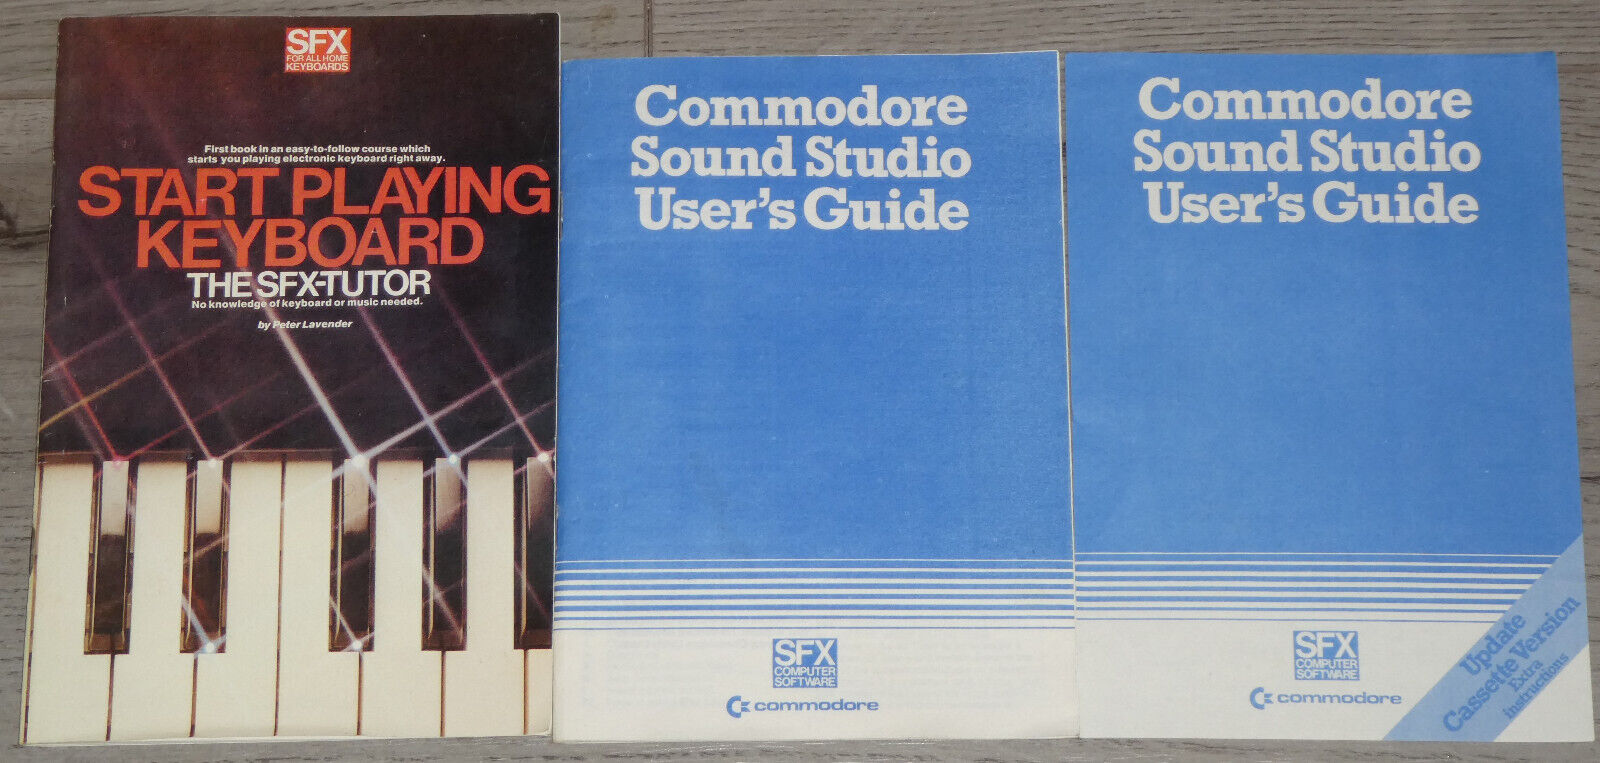 SFX
FOR ALL HOME
KEYBOARDS
First book in an easy-to-follow course which
starts you playing electronic keyboard right away.
START PLAYING
KEYBOARD
THE SFX-TUTOR
No knowledge of keyboard or music needed.
by Peter Lavender
Commodore
Sound Studio
User's Guide
SFX
COMPUTER
SOFTWARE
commodore
Commodore
Sound Studio
User's Guide
SFX
COMPUTER
SOFTWARE
commodore
Update
Cassette Version
Extra
instructions